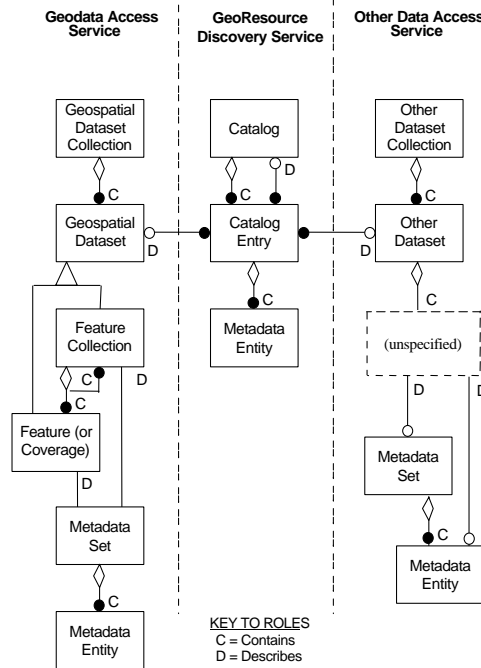 Geodata Access
Service
GeoResource
Discovery Service
Other Data Access
Service
Geospatial
Dataset
Collection
Catalog
Other
Dataset
Collection
D
C
C
C
Geospatial
Dataset
D
Catalog
Entry
D
Other
Dataset
C
C
Feature
Collection
Metadata
Entity
(unspecified)
C
D
C
D
D
Feature (or
Coverage)
D
Metadata
Set
Metadata
Set
C
Metadata
Entity
C
Metadata
Entity
KEY TO ROLES
C = Contains
D = Describes